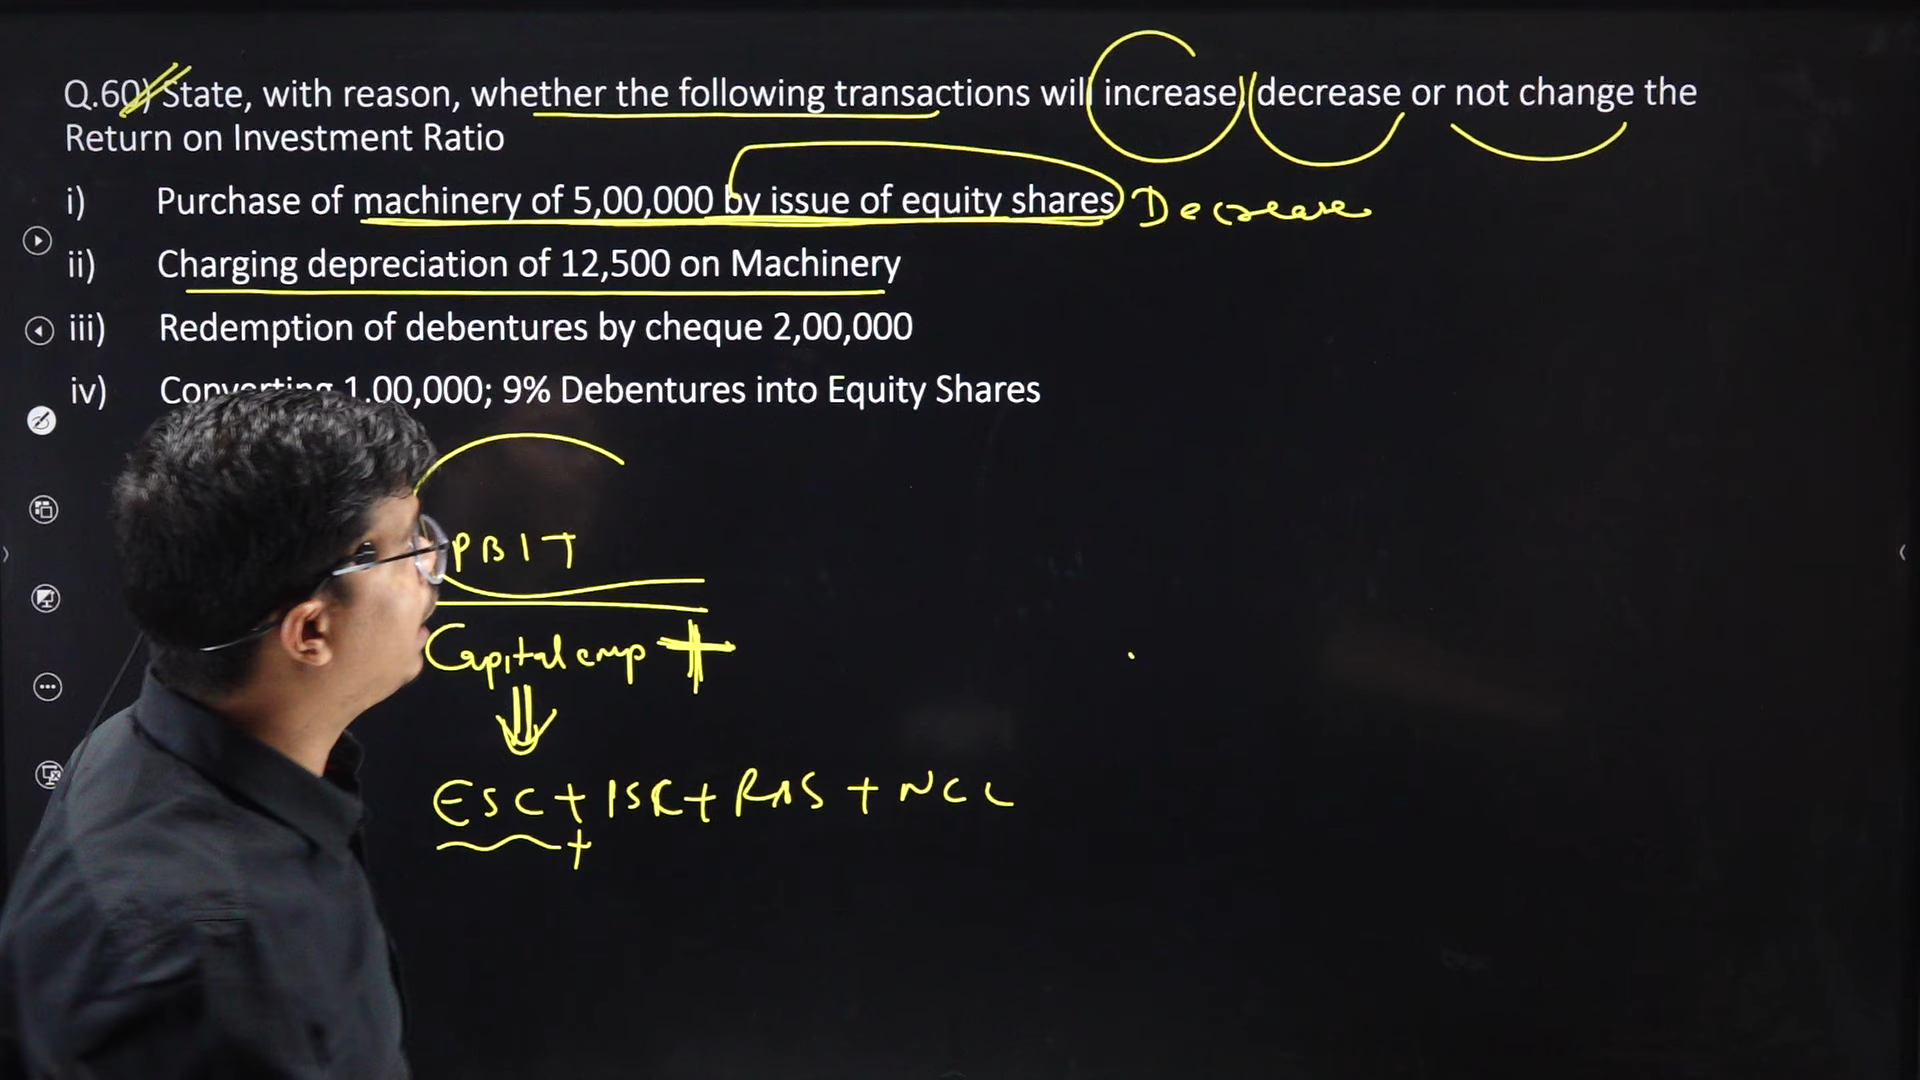 Q.60) State, with reason, whether the following transactions will increase, decrease or not change the
Return on Investment Ratio
i) Purchase of machinery of 5,00,000 by issue of equity shares Decrease
ii) Charging depreciation of 12,500 on Machinery
iii) Redemption of debentures by cheque 2,00,000
iv) Converting 1,00,000; 9% Debentures into Equity Shares
PBIT
Capital emp +
ESC + PSC + R&S + NCL
+